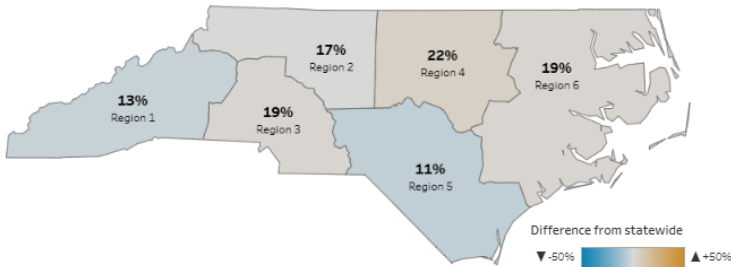 17%
Region 2
22%
Region 4
19%
Region 6
13%
Region 1
19%
Region 3
11%
Region 5
Difference from statewide
▼-50% ▲+50%